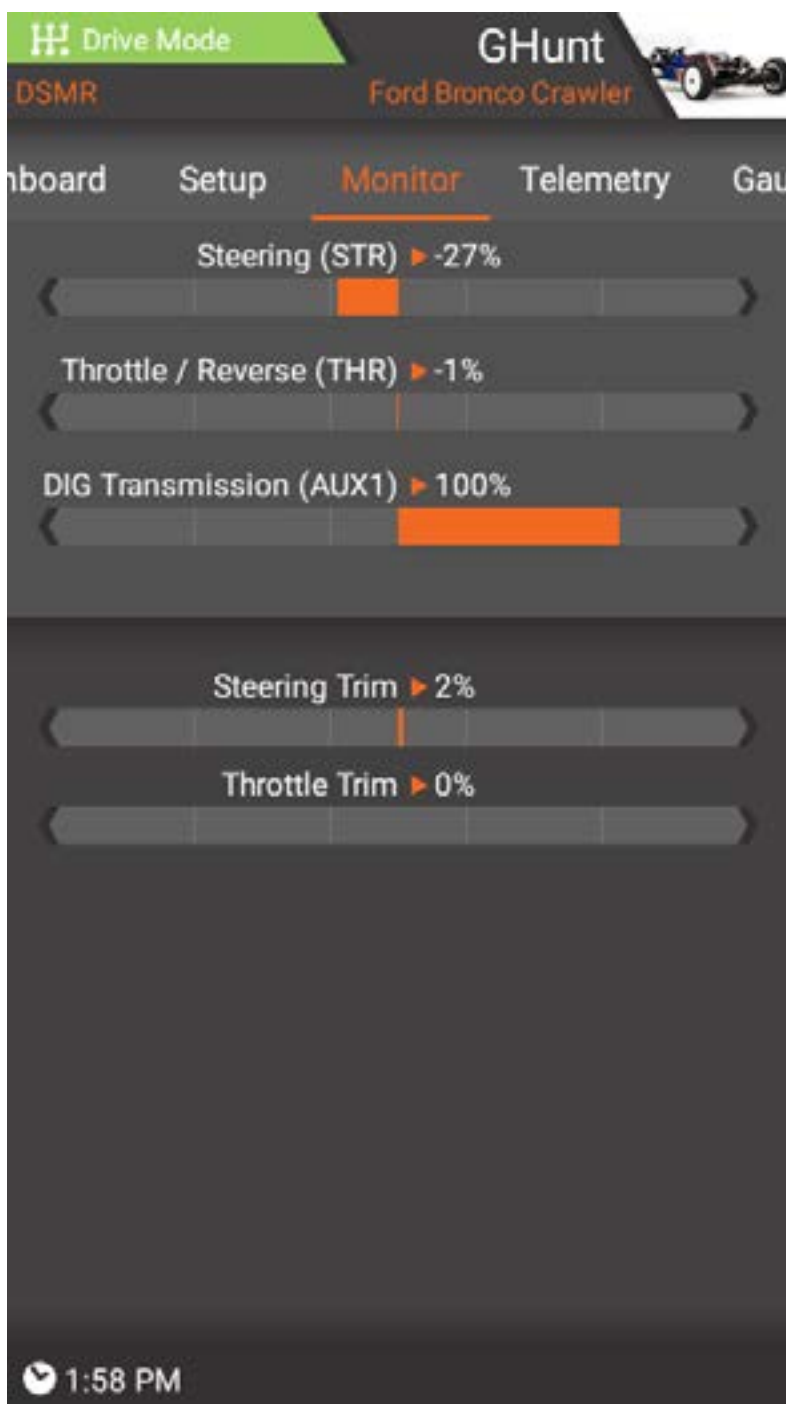 Drive Mode
GHunt
DSMR
Ford Bronco Crawler
nboard Setup Monitor Telemetry Gau
Steering (STR) ▶ -27%
Throttle / Reverse (THR) ▶ -1%
DIG Transmission (AUX1) ▶ 100%
Steering Trim ▶ 2%
Throttle Trim ▶ 0%
1:58 PM